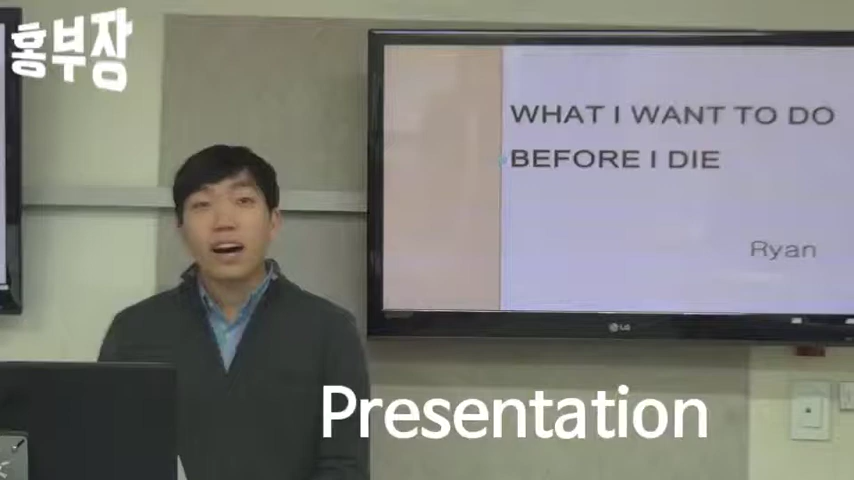 홍부장
WHAT I WANT TO DO
BEFORE I DIE
Ryan
LG
Presentation